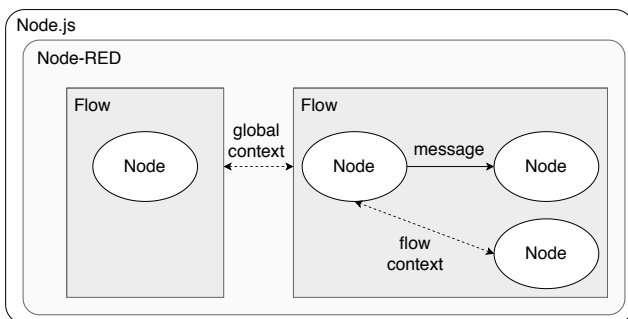 Node.js
Node-RED
Flow
Flow
global
context
Node
Node
message
Node
flow
context
Node